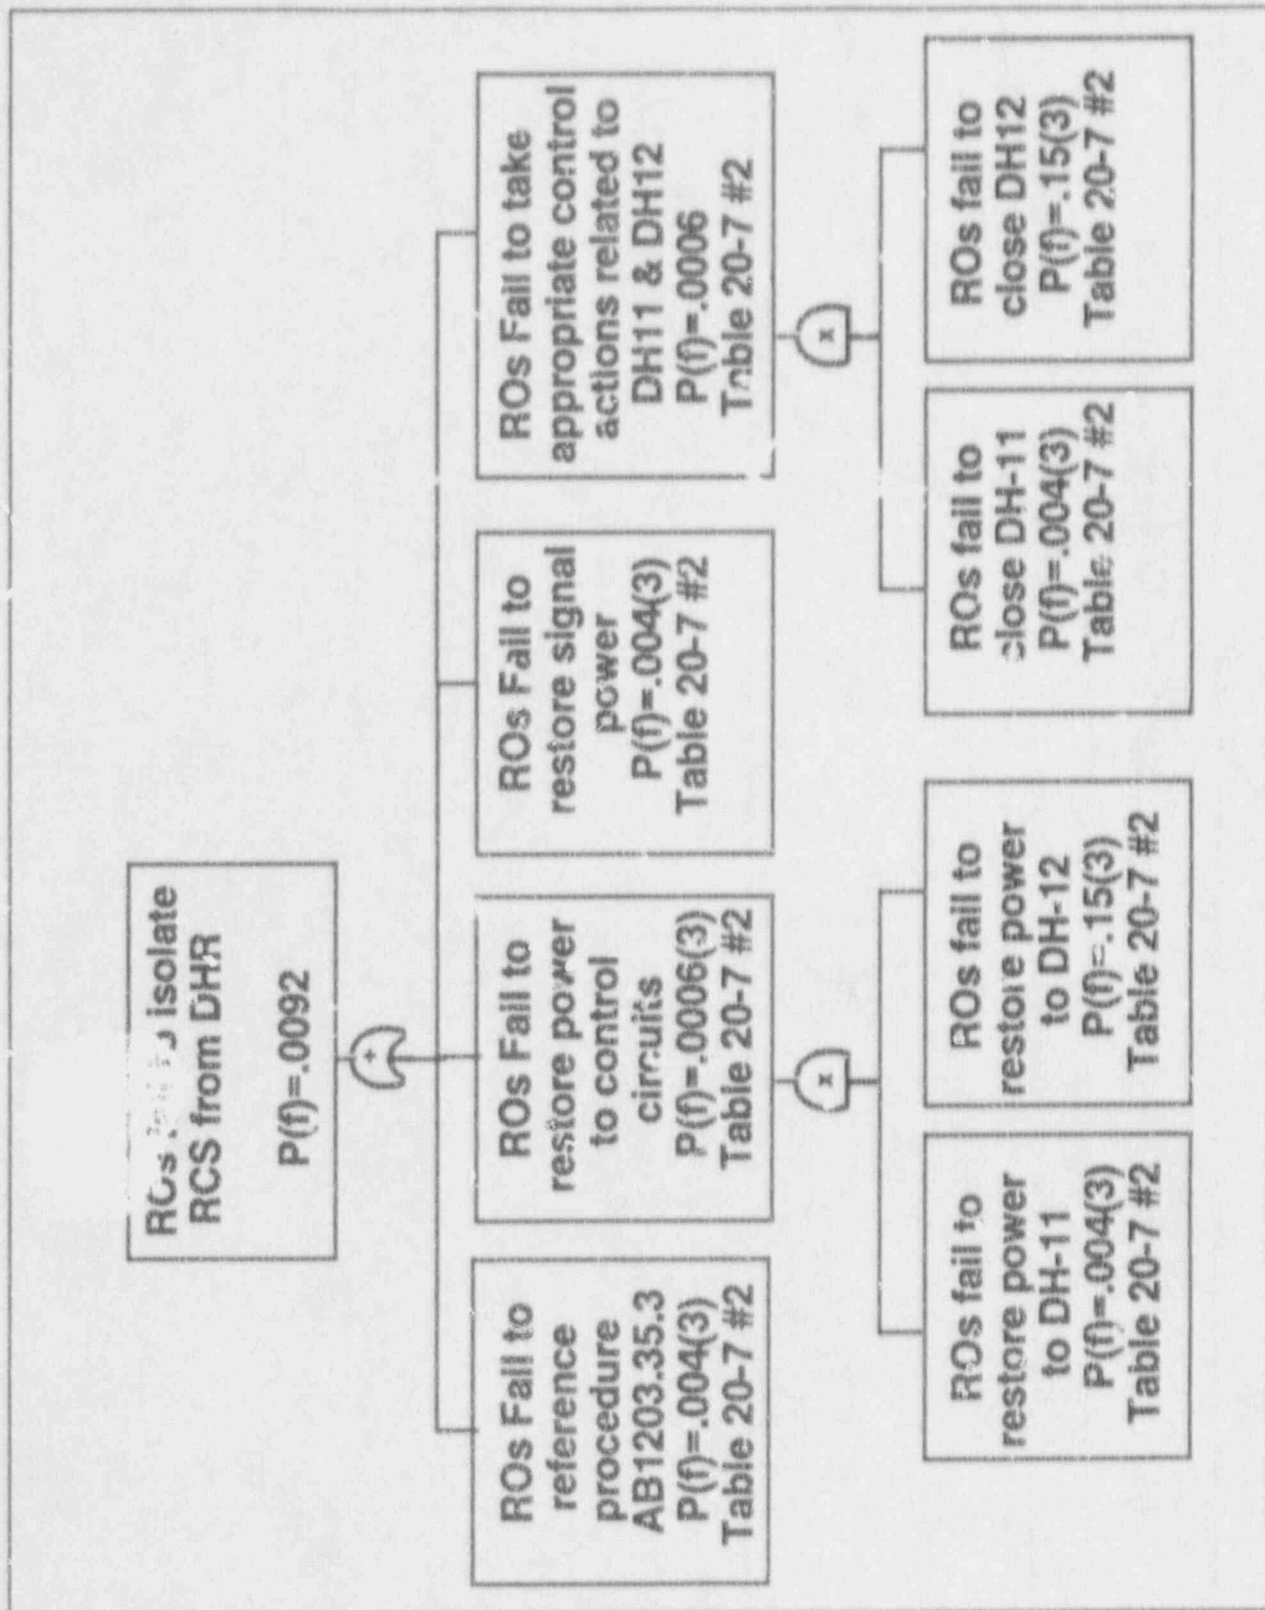 ROs isolate
RCS from DHR
P(f)=.0092
+
ROs Fail to
reference
procedure
AB1203.35.3
P(f)=.004(3)
Table 20-7 #2
ROs Fail to
restore power
to control
circuits
P(f)=.0006(3)
Table 20-7 #2
ROs Fail to
restore signal
power
P(f)=.004(3)
Table 20-7 #2
ROs Fail to take
appropriate control
actions related to
DH11 & DH12
P(f)=.0006
Table 20-7 #2
x
x
ROs fail to
restore power
to DH-11
P(f)=.004(3)
Table 20-7 #2
ROs fail to
restore power
to DH-12
P(f)=.15(3)
Table 20-7 #2
ROs fail to
close DH-11
P(f)=.004(3)
Table 20-7 #2
ROs fail to
close DH12
P(f)=.15(3)
Table 20-7 #2